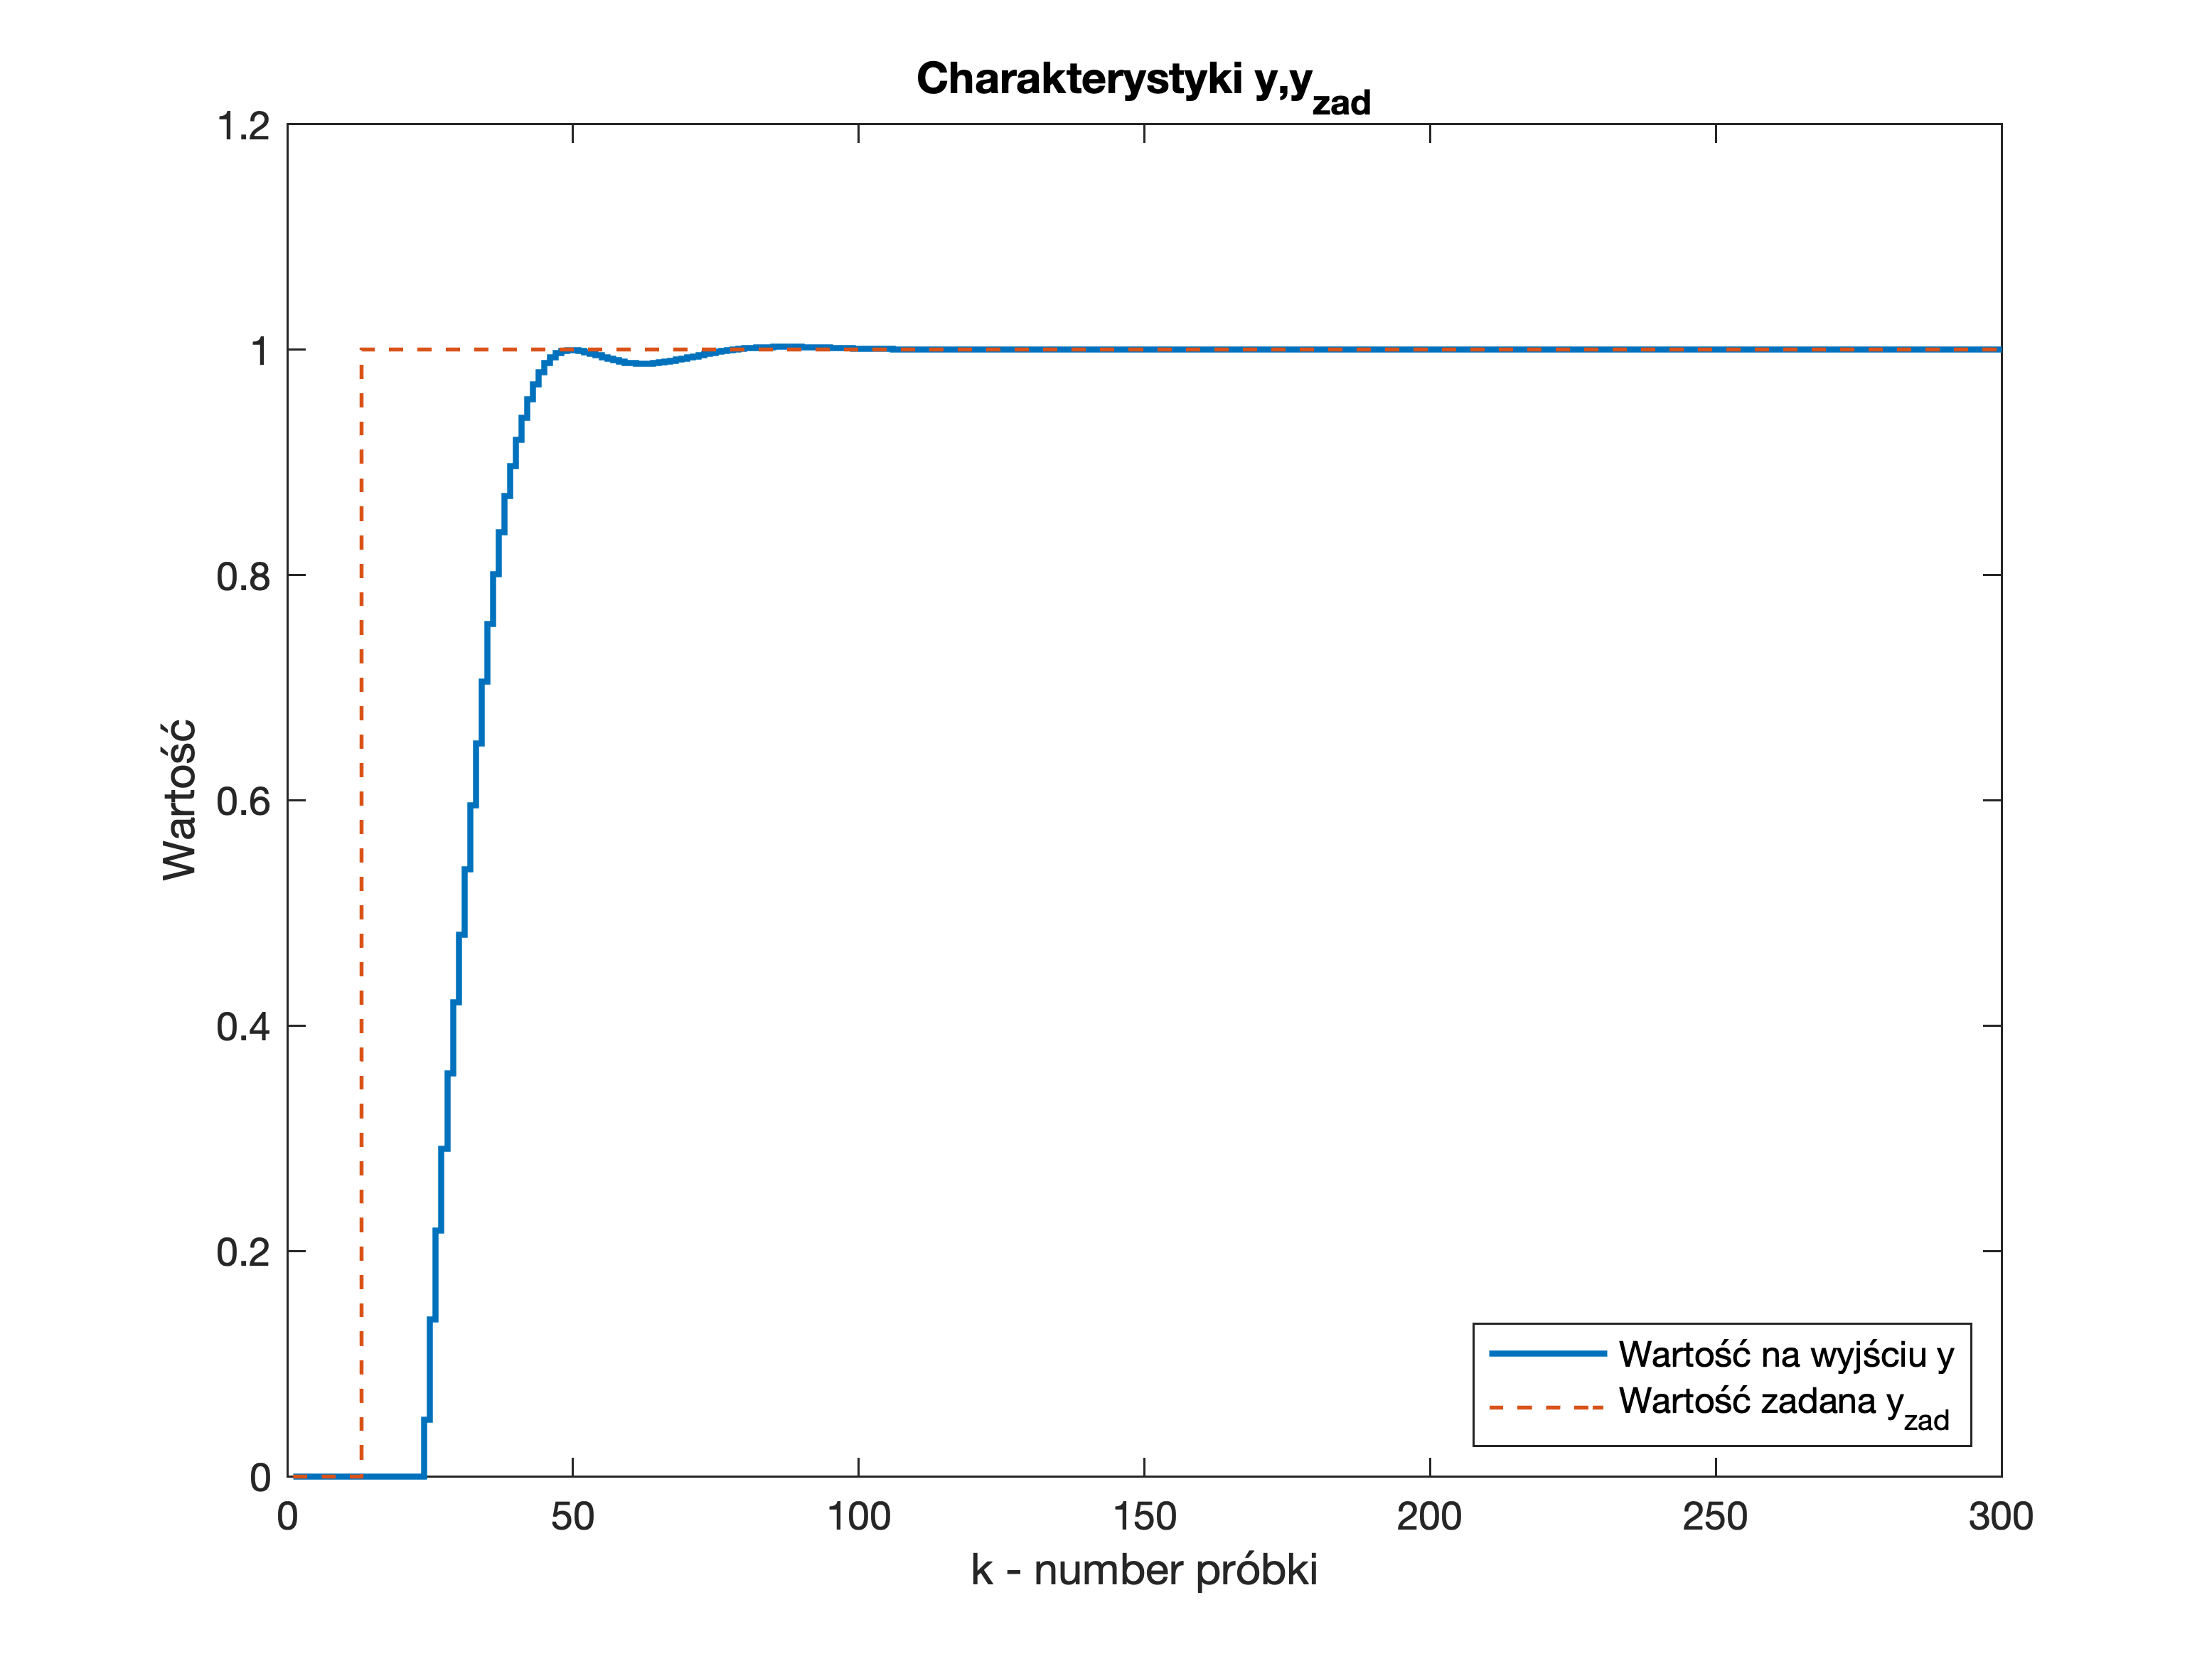 Charakterystyki y,y_zad
1.2
1
0.8
0.6
0.4
0.2
0
Wartość
0 50 100 150 200 250 300
k - number próbki
Wartość na wyjściu y
Wartość zadana y_zad